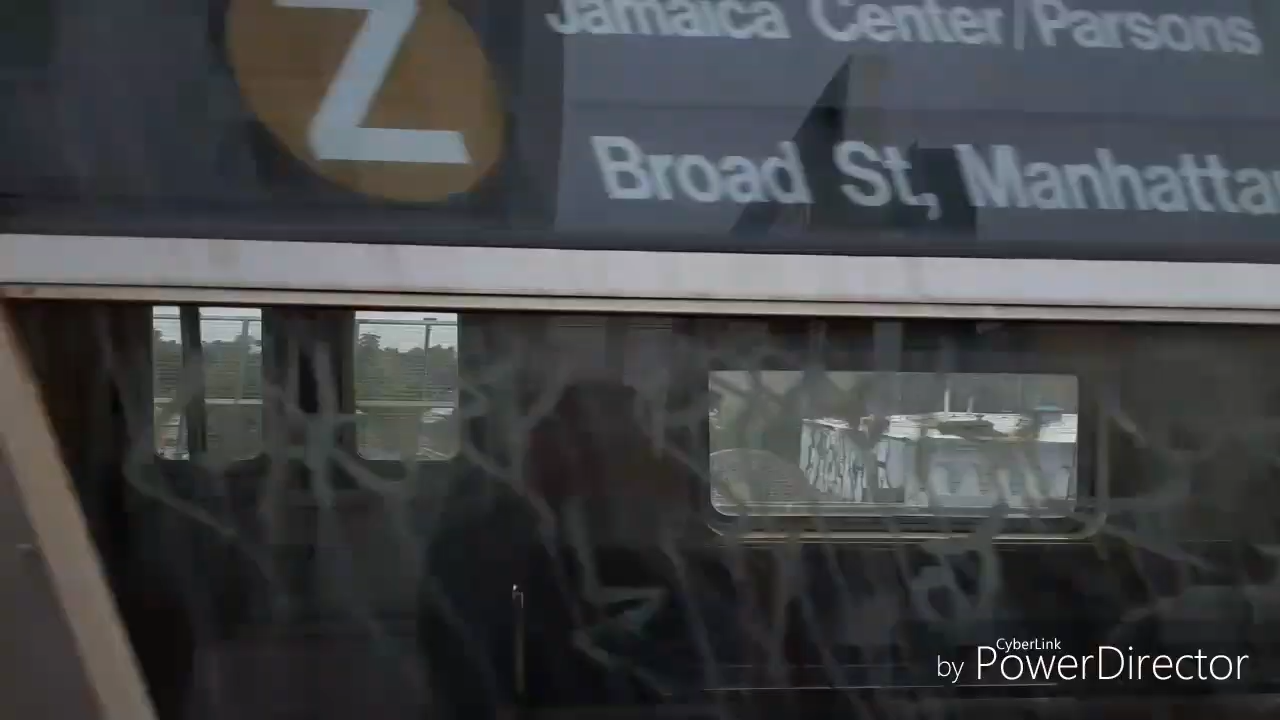 Z
Jamaica Center/Parsons
Broad St, Manhattan
CyberLink
by PowerDirector